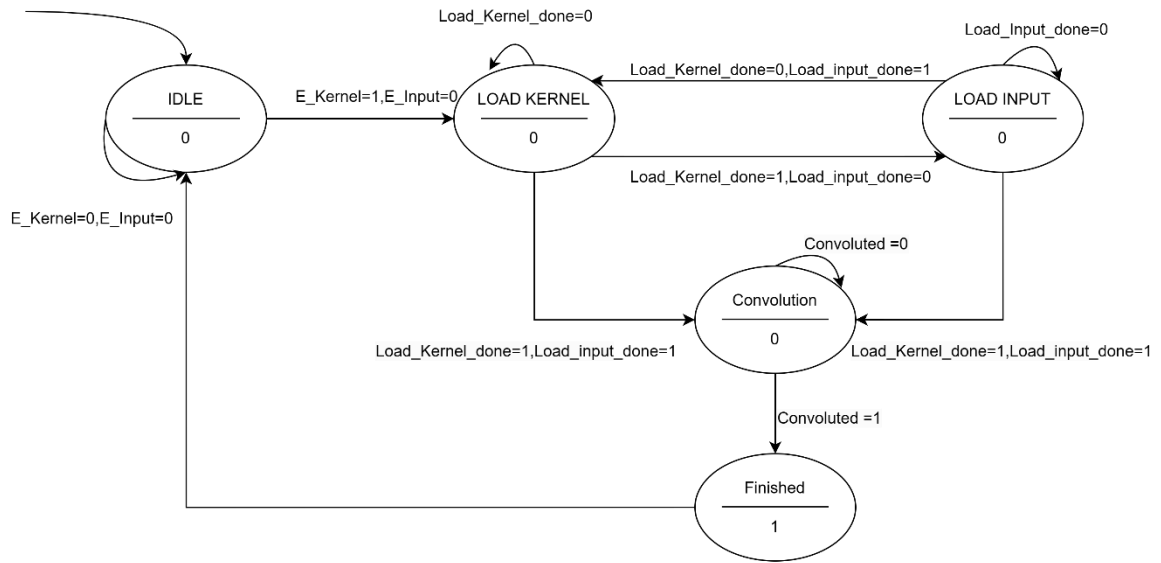 Load_Kernel_done=0
Load_Input_done=0
Load_Kernel_done=0,Load_input_done=1
IDLE
0
E_Kernel=1,E_Input=0
LOAD KERNEL
0
LOAD INPUT
0
Load_Kernel_done=1,Load_input_done=0
E_Kernel=0,E_Input=0
Convoluted =0
Convolution
0
Load_Kernel_done=1,Load_input_done=1
Load_Kernel_done=1,Load_input_done=1
Convoluted =1
Finished
1